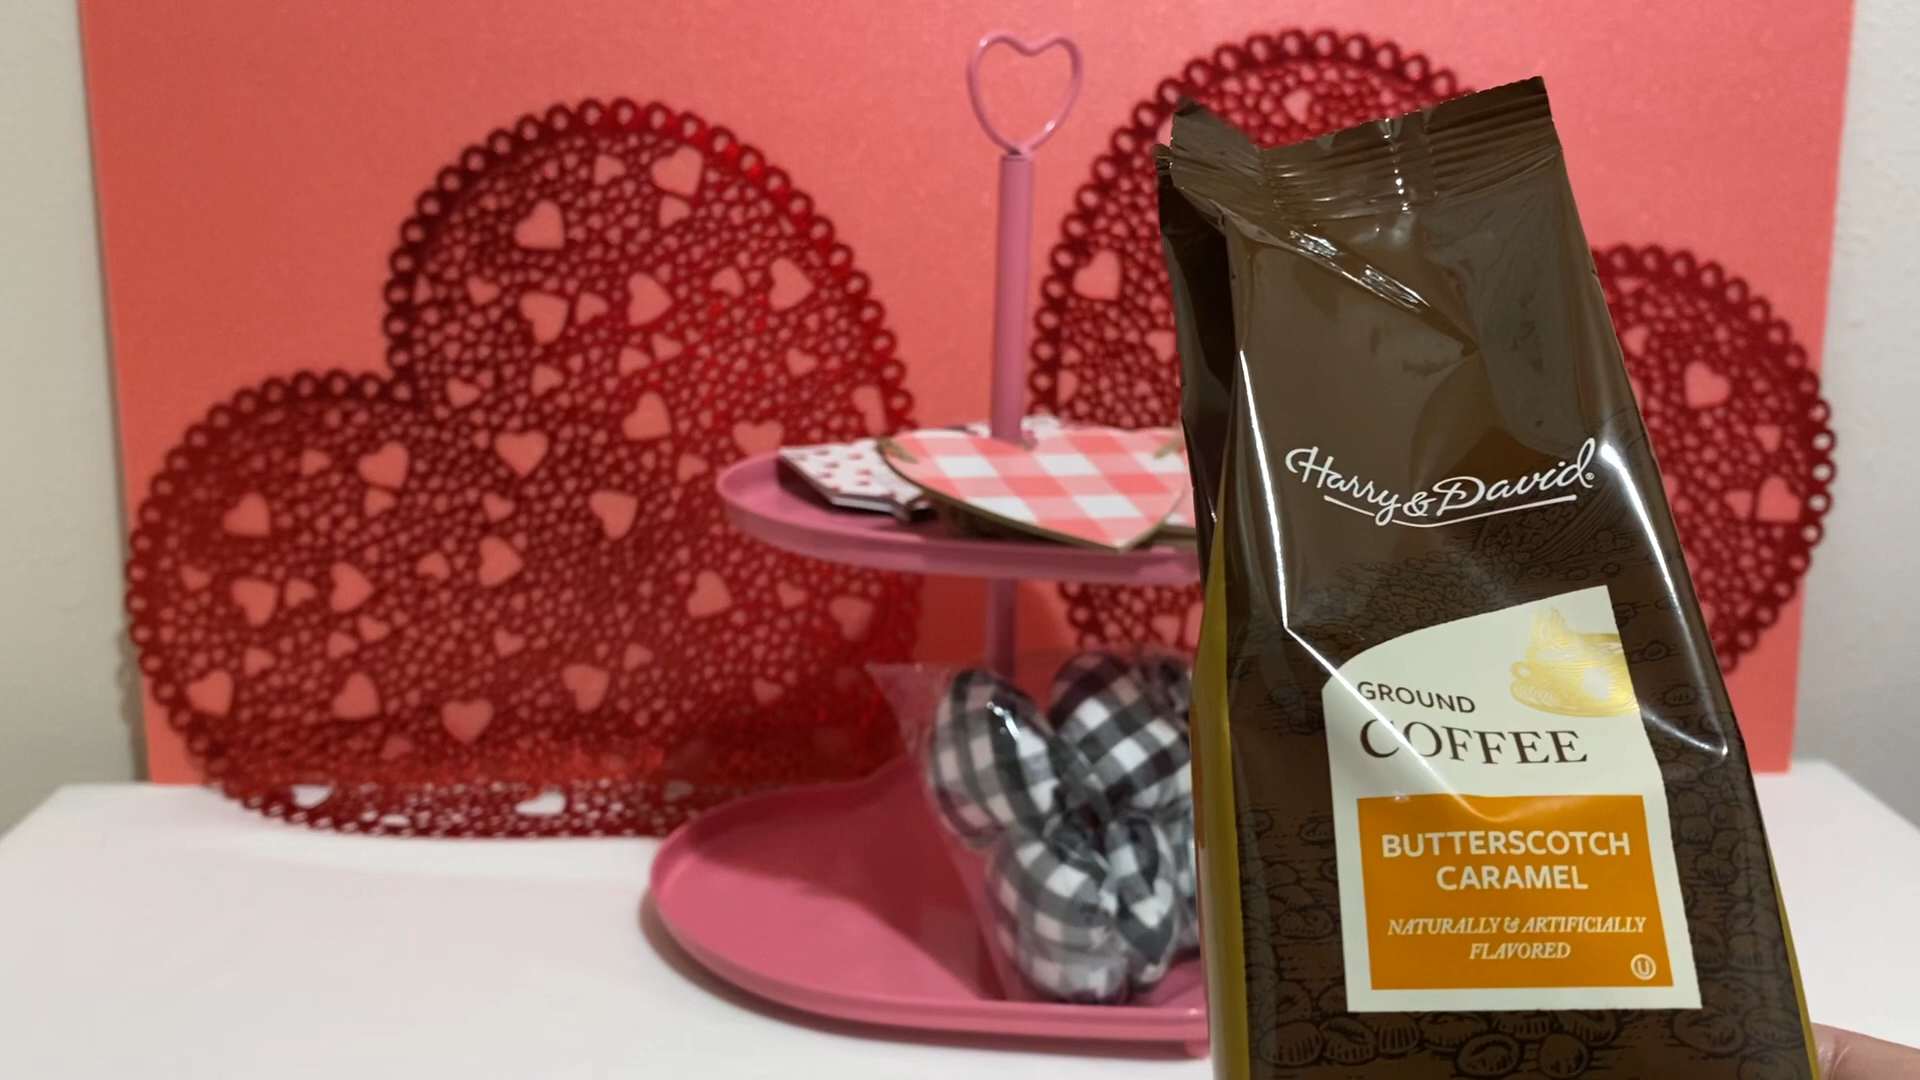 Harry & David®
GROUND
COFFEE
BUTTERSCOTCH
CARAMEL
NATURALLY & ARTIFICIALLY
FLAVORED
U